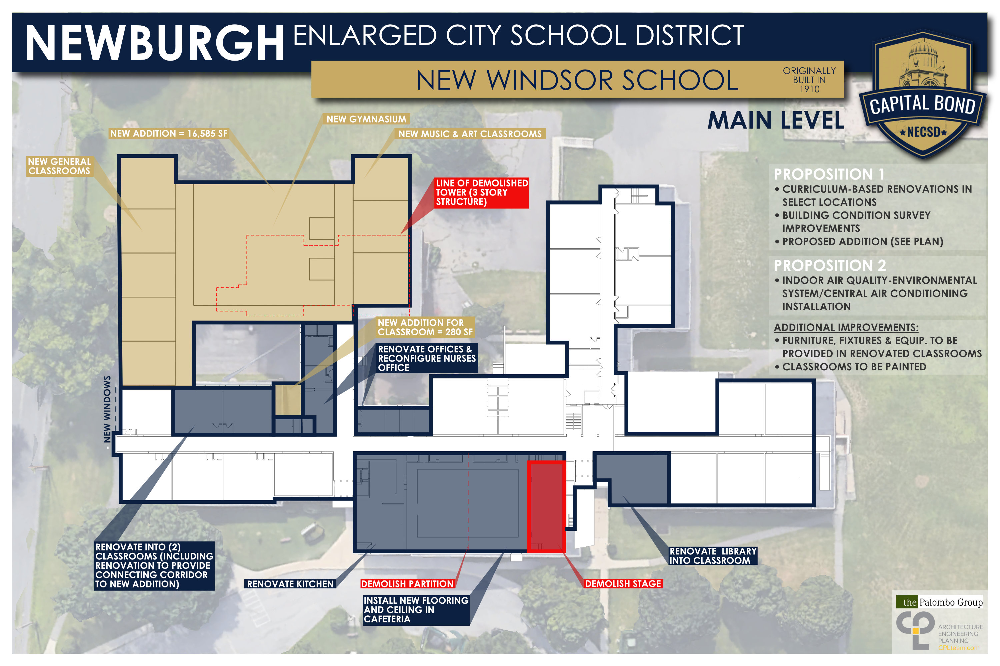 NEWBURGH ENLARGED CITY SCHOOL DISTRICT
NEW WINDSOR SCHOOL
ORIGINALLY
BUILT IN
1910
CAPITAL BOND
★NECSD★
MAIN LEVEL
NEW GYMNASIUM
NEW ADDITION = 16,585 SF
NEW MUSIC & ART CLASSROOMS
NEW GENERAL
CLASSROOMS
LINE OF DEMOLISHED
TOWER (3 STORY
STRUCTURE)
PROPOSITION 1
• CURRICULUM-BASED RENOVATIONS IN
SELECT LOCATIONS
• BUILDING CONDITION SURVEY
IMPROVEMENTS
• PROPOSED ADDITION (SEE PLAN)
PROPOSITION 2
• INDOOR AIR QUALITY-ENVIRONMENTAL
SYSTEM/CENTRAL AIR CONDITIONING
INSTALLATION
ADDITIONAL IMPROVEMENTS:
• FURNITURE, FIXTURES & EQUIP. TO BE
PROVIDED IN RENOVATED CLASSROOMS
• CLASSROOMS TO BE PAINTED
NEW ADDITION FOR
CLASSROOM = 280 SF
RENOVATE OFFICES &
RECONFIGURE NURSES
OFFICE
NEW WINDOWS
RENOVATE INTO (2)
CLASSROOMS (INCLUDING
RENOVATION TO PROVIDE
CONNECTING CORRIDOR
TO NEW ADDITION)
RENOVATE KITCHEN
DEMOLISH PARTITION
INSTALL NEW FLOORING
AND CEILING IN
CAFETERIA
DEMOLISH STAGE
RENOVATE LIBRARY
INTO CLASSROOM
the Palombo Group
CPL
ARCHITECTURE
ENGINEERING
PLANNING
CPLteam.com